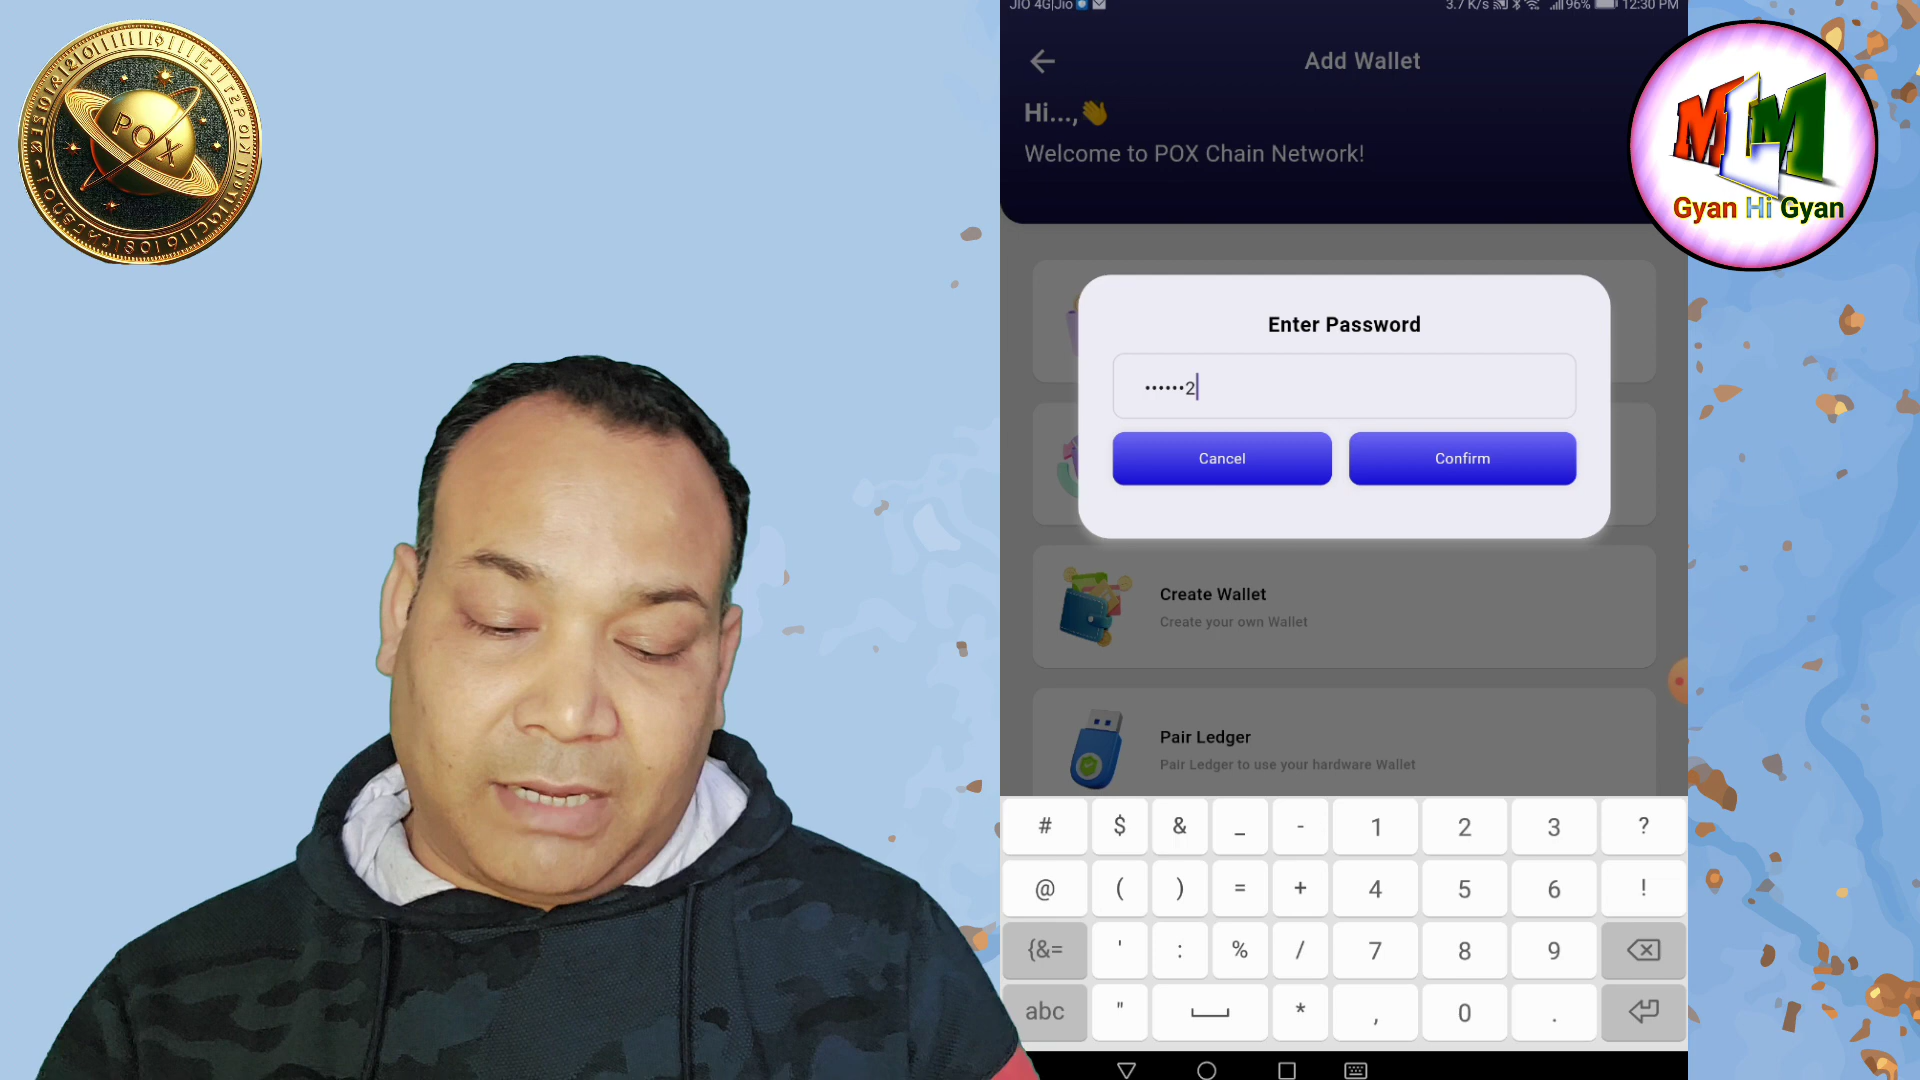 POX
JIO 4G|Jio
3.7 K/s 96% 12:30 PM
Add Wallet
Hi...,👋
Welcome to POX Chain Network!
MLM
Gyan Hi Gyan
Enter Password
••••••2
Cancel
Confirm
Create Wallet
Create your own Wallet
Pair Ledger
Pair Ledger to use your hardware Wallet
# $ & _ - 1 2 3 ?
@ ( ) = + 4 5 6 !
{&= ' : % / 7 8 9
abc " * , 0 .